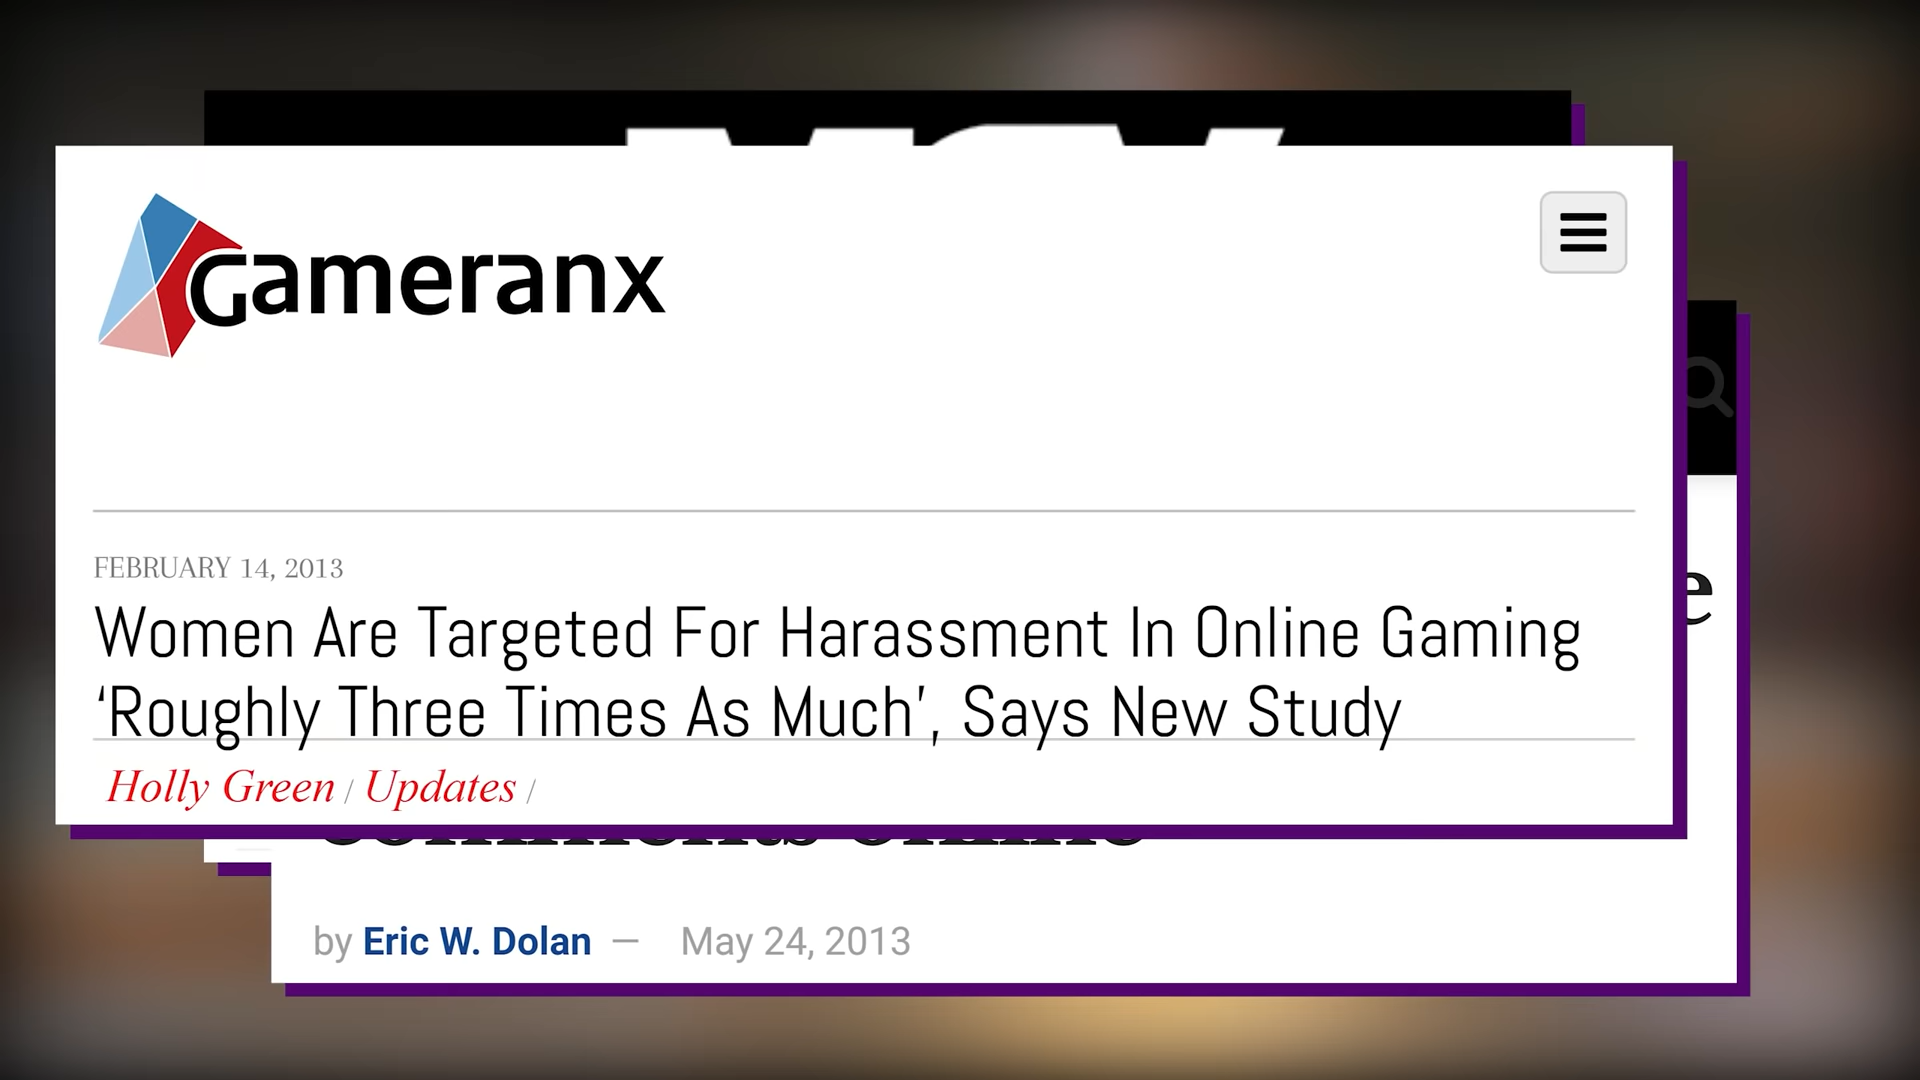 Gameranx
FEBRUARY 14, 2013
Women Are Targeted For Harassment In Online Gaming
‘Roughly Three Times As Much’, Says New Study
Holly Green / Updates /
by Eric W. Dolan — May 24, 2013